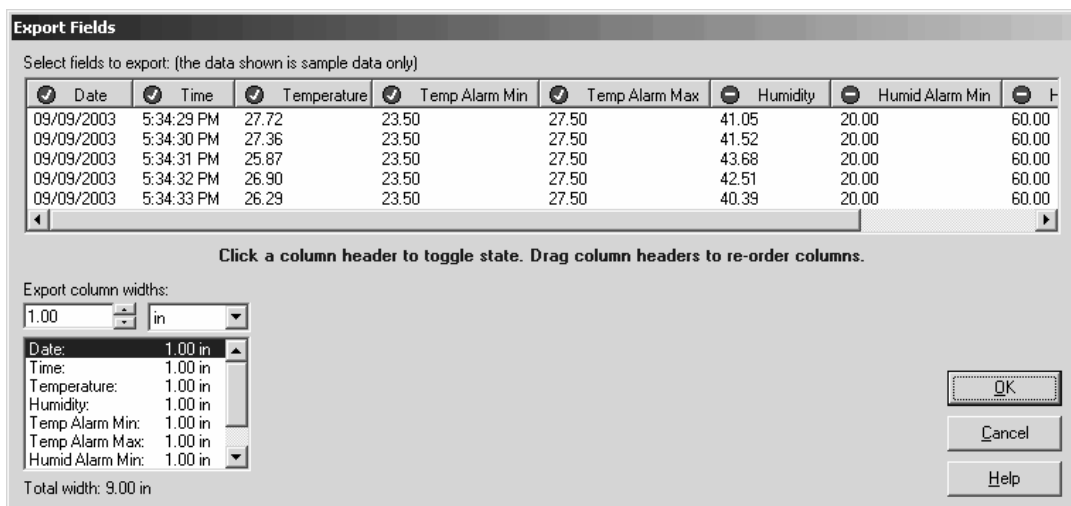 Export Fields
Select fields to export: (the data shown is sample data only)
Date Time Temperature Temp Alarm Min Temp Alarm Max Humidity Humid Alarm Min
09/09/2003 5:34:29 PM 27.72 23.50 27.50 41.05 20.00 60.00
09/09/2003 5:34:30 PM 27.36 23.50 27.50 41.52 20.00 60.00
09/09/2003 5:34:31 PM 25.87 23.50 27.50 43.68 20.00 60.00
09/09/2003 5:34:32 PM 26.90 23.50 27.50 42.51 20.00 60.00
09/09/2003 5:34:33 PM 26.29 23.50 27.50 40.39 20.00 60.00
Click a column header to toggle state. Drag column headers to re-order columns.
Export column widths:
1.00 in
Date: 1.00 in
Time: 1.00 in
Temperature: 1.00 in
Humidity: 1.00 in
Temp Alarm Min: 1.00 in
Temp Alarm Max: 1.00 in
Humid Alarm Min: 1.00 in
Total width: 9.00 in
OK
Cancel
Help